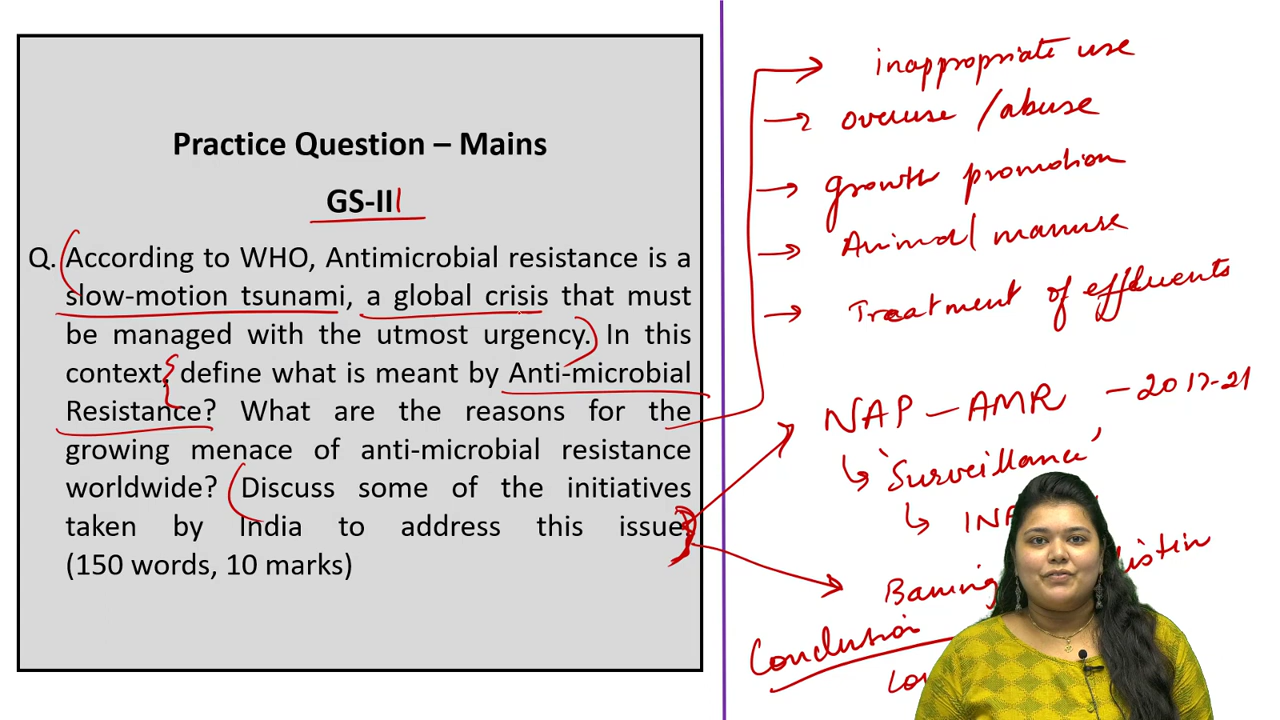 Practice Question – Mains
GS-III
Q. According to WHO, Antimicrobial resistance is a
slow-motion tsunami, a global crisis that must
be managed with the utmost urgency. In this
context, define what is meant by Anti-microbial
Resistance? What are the reasons for the
growing menace of anti-microbial resistance
worldwide? Discuss some of the initiatives
taken by India to address this issue.
(150 words, 10 marks)
inappropriate use
overuse / abuse
growth promotion
Animal manure
Treatment of effluents
NAP – AMR – 2017-21
'Surveillance'
Conclusion